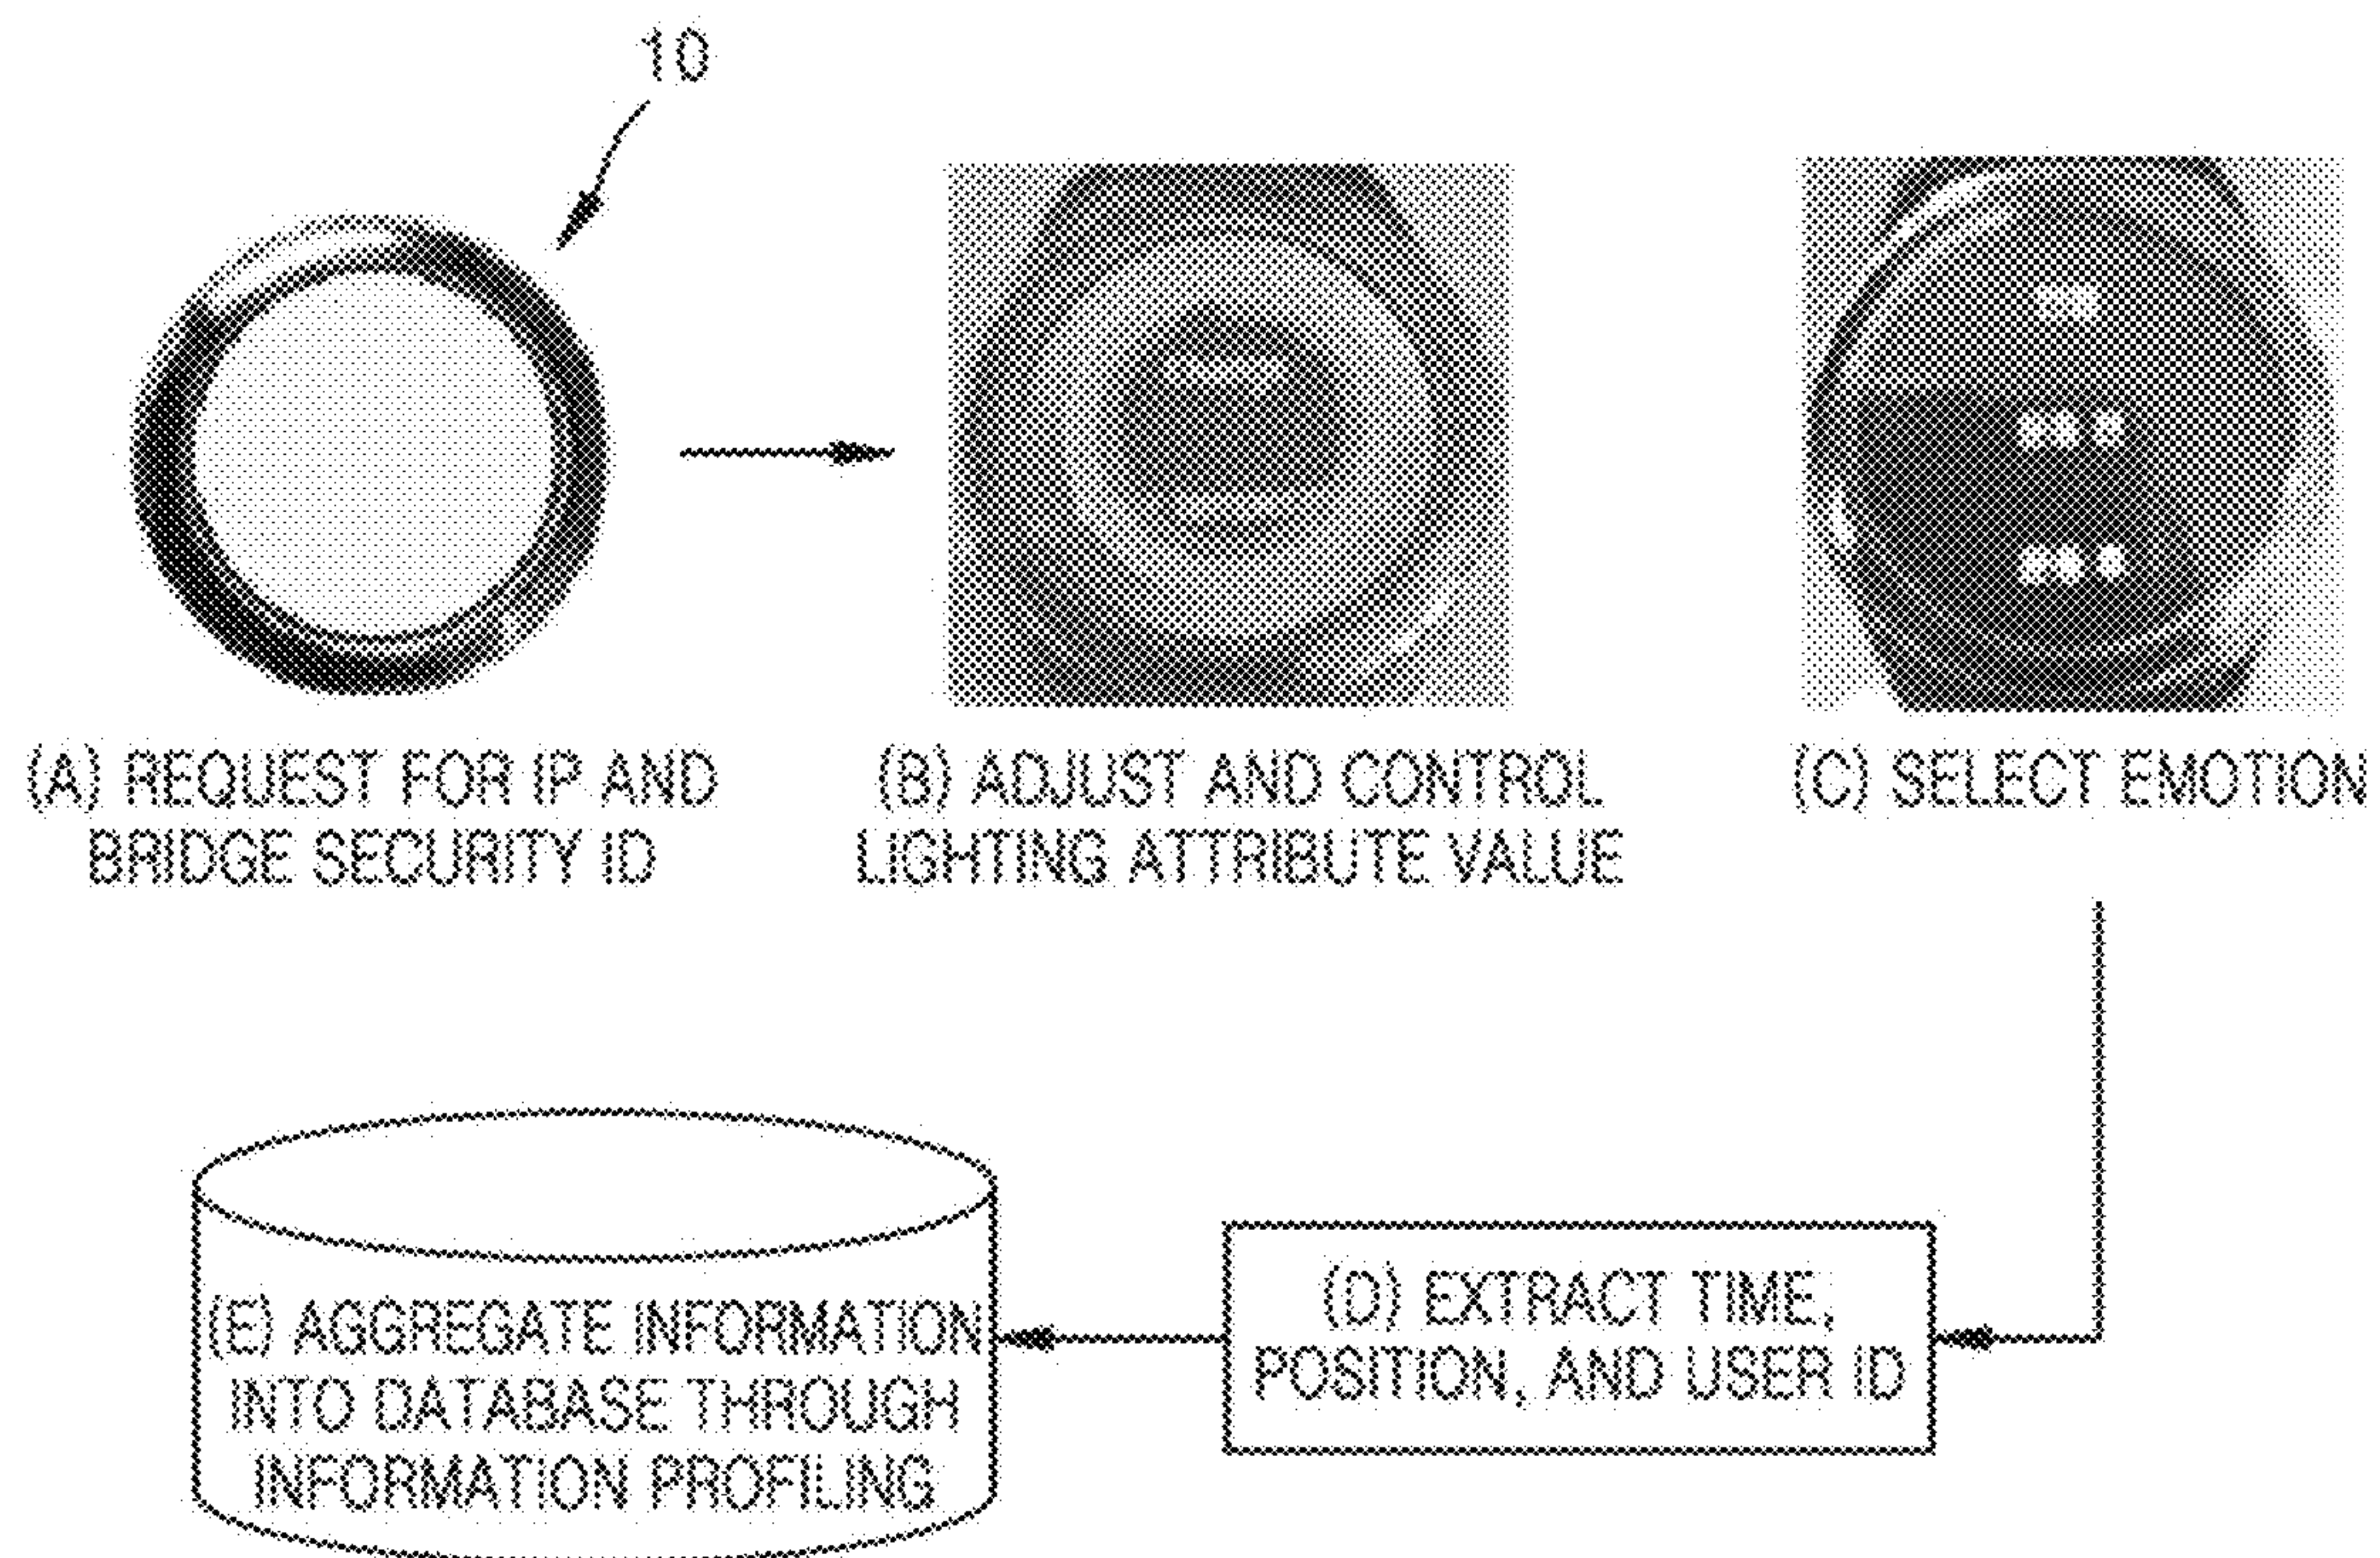 10
(A) REQUEST FOR IP AND
BRIDGE SECURITY ID
(B) ADJUST AND CONTROL
LIGHTING ATTRIBUTE VALUE
(C) SELECT EMOTION
(D) EXTRACT TIME,
POSITION, AND USER ID
(E) AGGREGATE INFORMATION
INTO DATABASE THROUGH
INFORMATION PROFILING